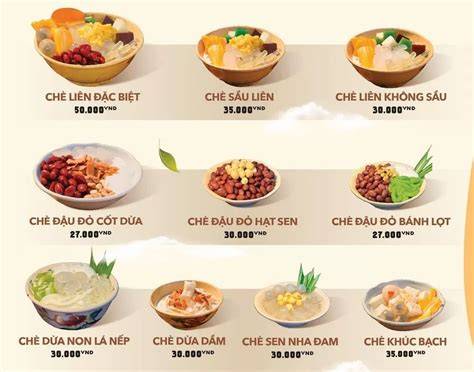 CHÈ LIÊN ĐẶC BIỆT
50.000VND
CHÈ SẦU LIÊN
35.000VND
CHÈ LIÊN KHÔNG SẦU
30.000VND
CHÈ ĐẬU ĐỎ CỐT DỪA
27.000VND
CHÈ ĐẬU ĐỎ HẠT SEN
30.000VND
CHÈ ĐẬU ĐỎ BÁNH LỌT
27.000VND
CHÈ DỪA NON LÁ NẾP
30.000VND
CHÈ DỪA DẦM
30.000VND
CHÈ SEN NHA ĐAM
30.000VND
CHÈ KHÚC BẠCH
35.000VND